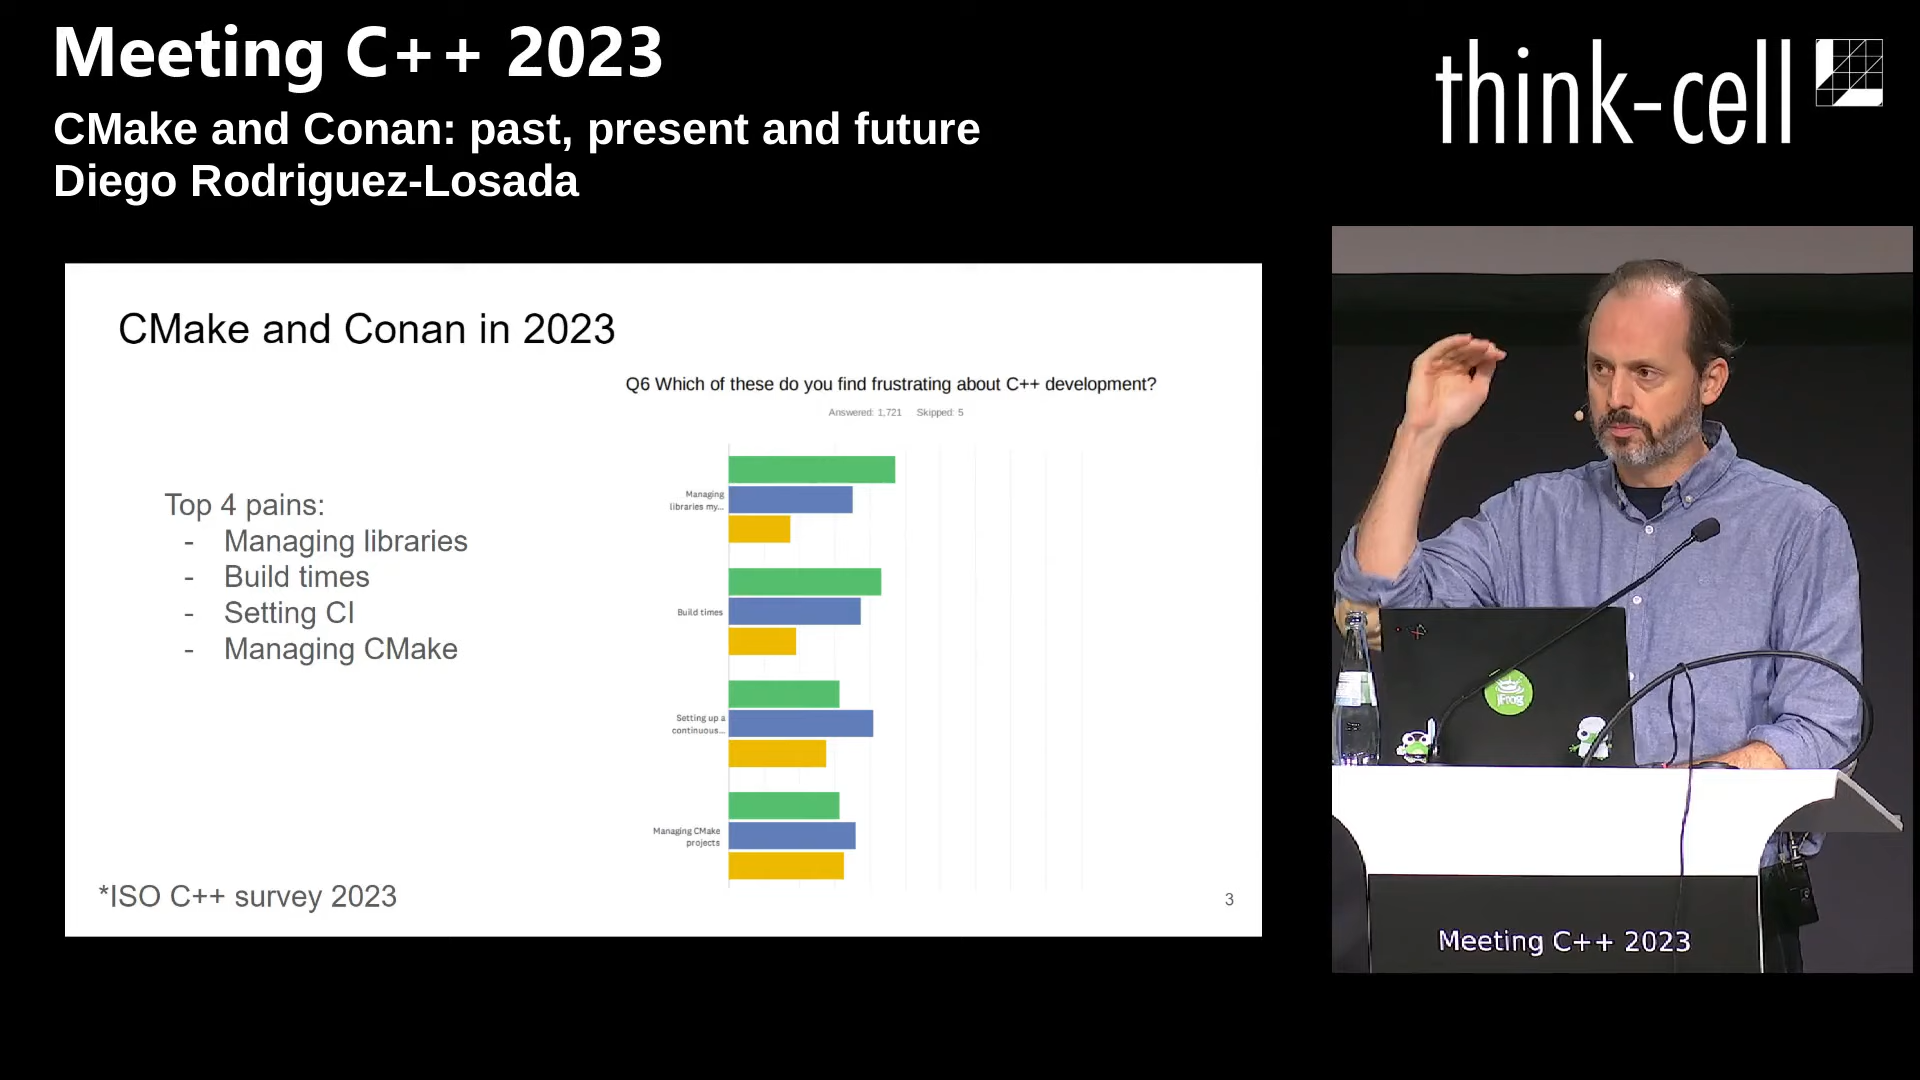 Meeting C++ 2023
CMake and Conan: past, present and future
Diego Rodriguez-Losada
think-cell
CMake and Conan in 2023
Q6 Which of these do you find frustrating about C++ development?
Answered: 1,721 Skipped: 5
Top 4 pains:
- Managing libraries
- Build times
- Setting CI
- Managing CMake
Managing
libraries my...
Build times
Setting up a
continuous...
Managing CMake
projects
*ISO C++ survey 2023
3
JFrog
Meeting C++ 2023